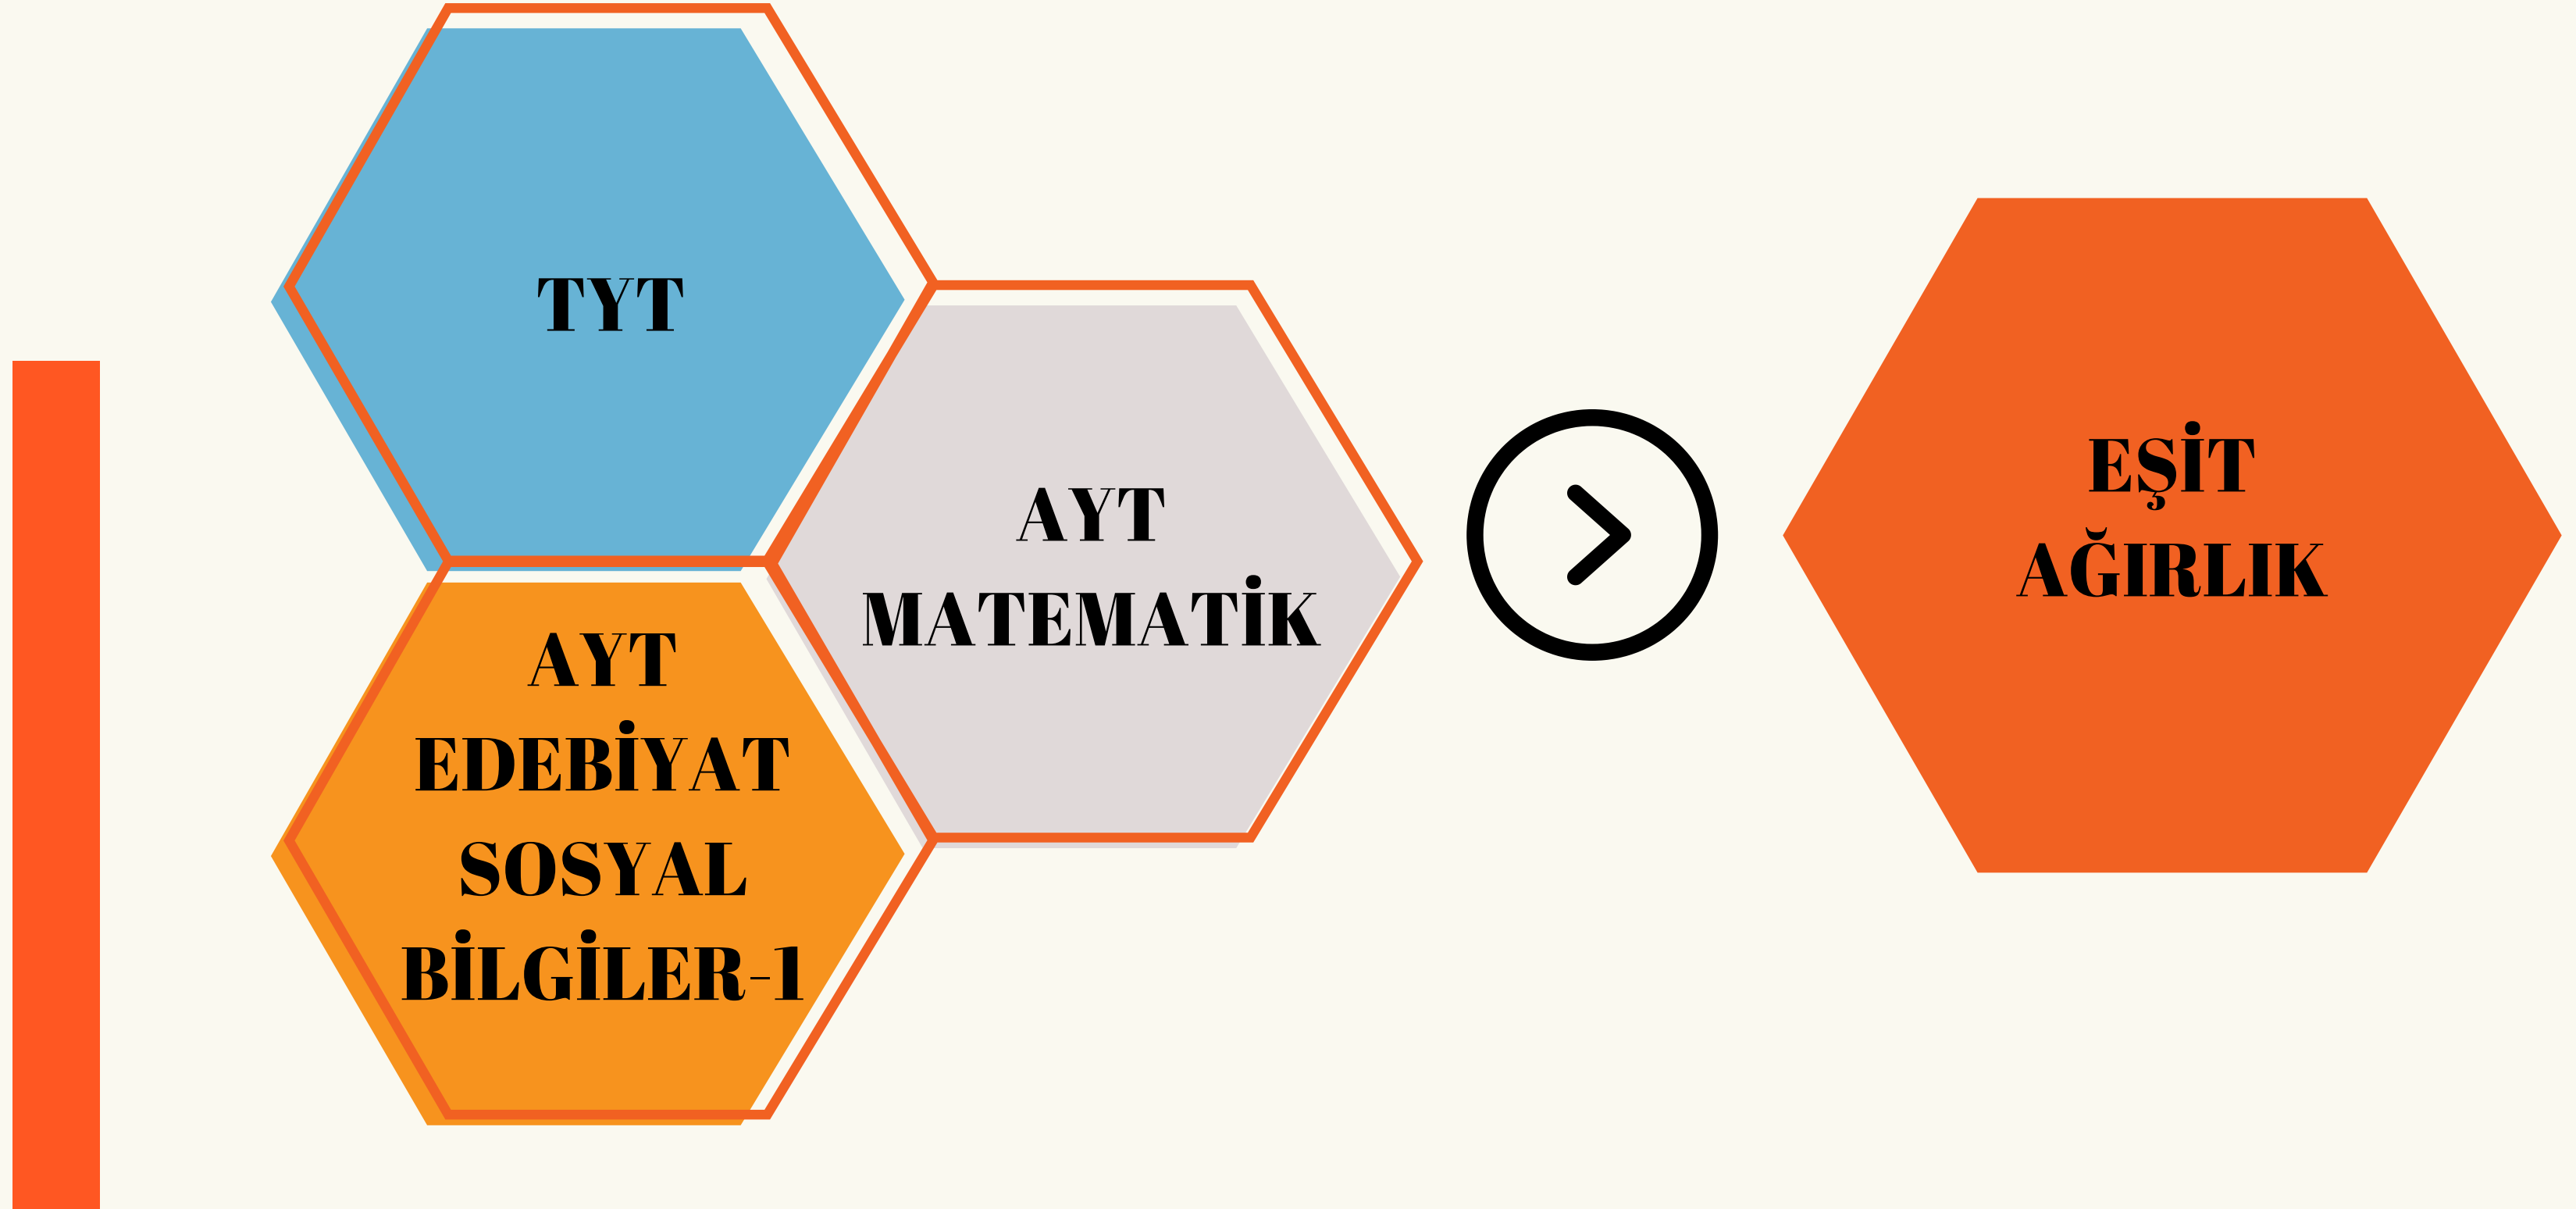 TYT
AYT
MATEMATİK
AYT
EDEBİYAT
SOSYAL
BİLGİLER-1
EŞİT
AĞIRLIK